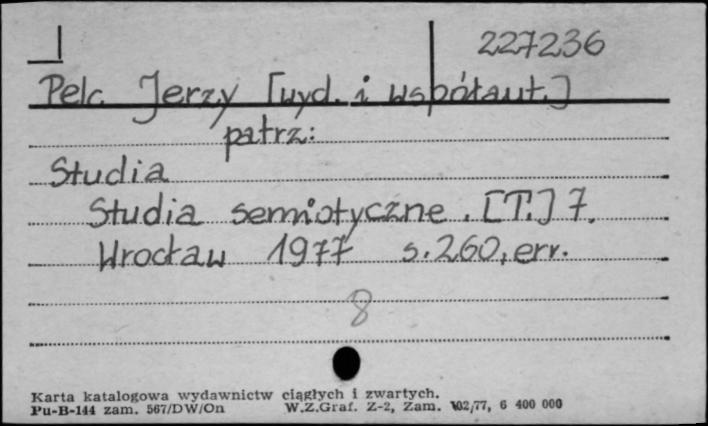 227236
Pelc Jerzy [wyd. i współaut.]
patrz:
Studia
Studia semiotyczne. [T.] 7.
Wrocław 1977 s. 260, err.
8
Karta katalogowa wydawnictw ciągłych i zwartych.
Pu-B-144 zam. 567/DW/On W.Z.Graf. Z-2, Zam. 102/77, 6 400 000